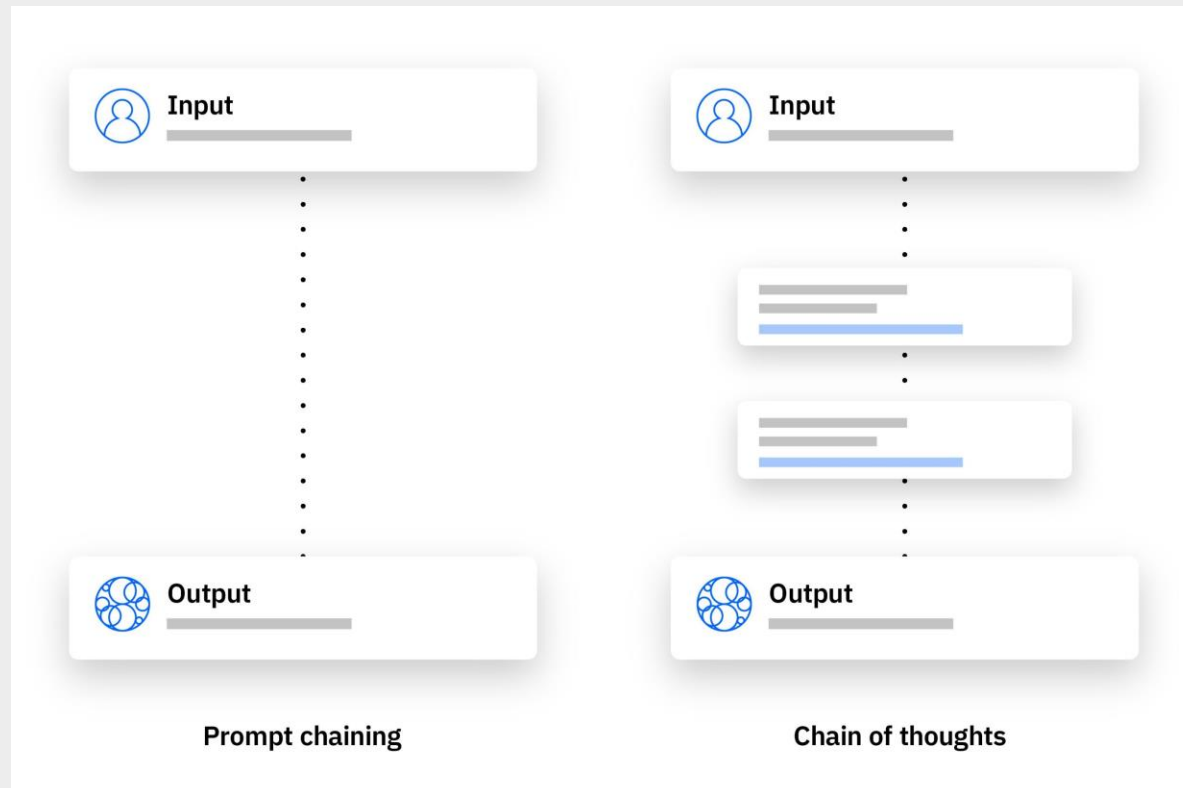 Input
Output
Prompt chaining
Input
Output
Chain of thoughts